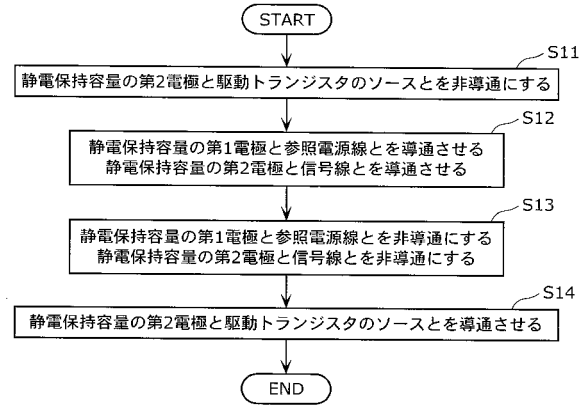 START
S11
静電保持容量の第2電極と駆動トランジスタのソースとを非導通にする
S12
静電保持容量の第1電極と参照電源線とを導通させる
静電保持容量の第2電極と信号線とを導通させる
S13
静電保持容量の第1電極と参照電源線とを非導通にする
静電保持容量の第2電極と信号線とを非導通にする
S14
静電保持容量の第2電極と駆動トランジスタのソースとを導通させる
END